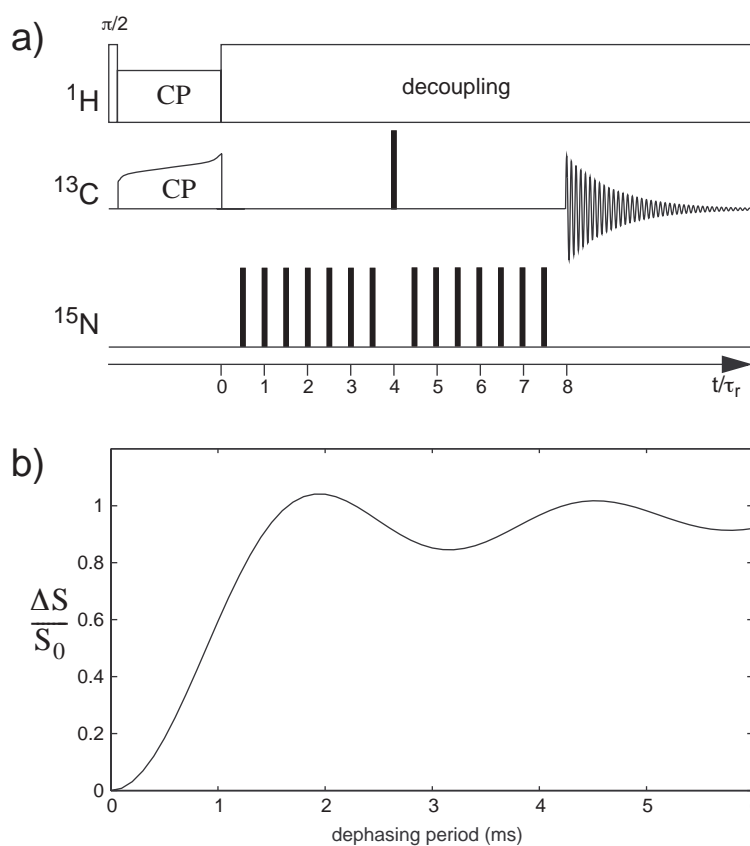 π/2
a)
¹H
CP
decoupling
¹³C
CP
¹⁵N
0 1 2 3 4 5 6 7 8 t/τᵣ
b)
1
0.8
0.6
0.4
0.2
0
ΔS
S₀
0 1 2 3 4 5
dephasing period (ms)